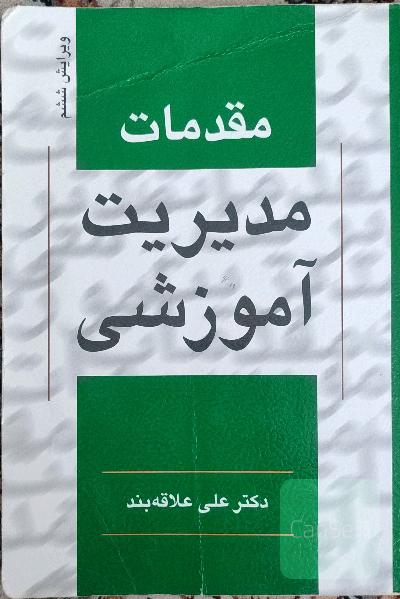 ویرایش ششم
مقدمات
مدیریت
آموزشی
دکتر علی علاقه‌بند